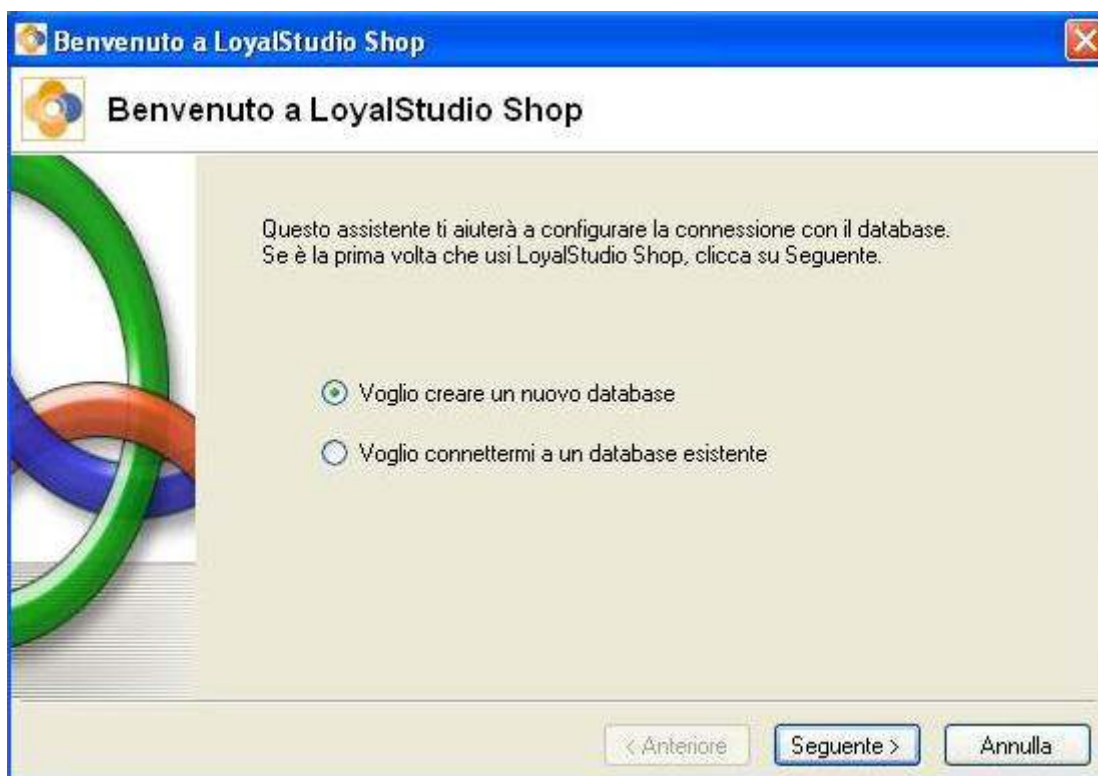 Benvenuto a LoyalStudio Shop
Benvenuto a LoyalStudio Shop
Questo assistente ti aiuterà a configurare la connessione con il database.
Se è la prima volta che usi LoyalStudio Shop, clicca su Seguente.
Voglio creare un nuovo database
Voglio connettermi a un database esistente
< Anteriore Seguente > Annulla